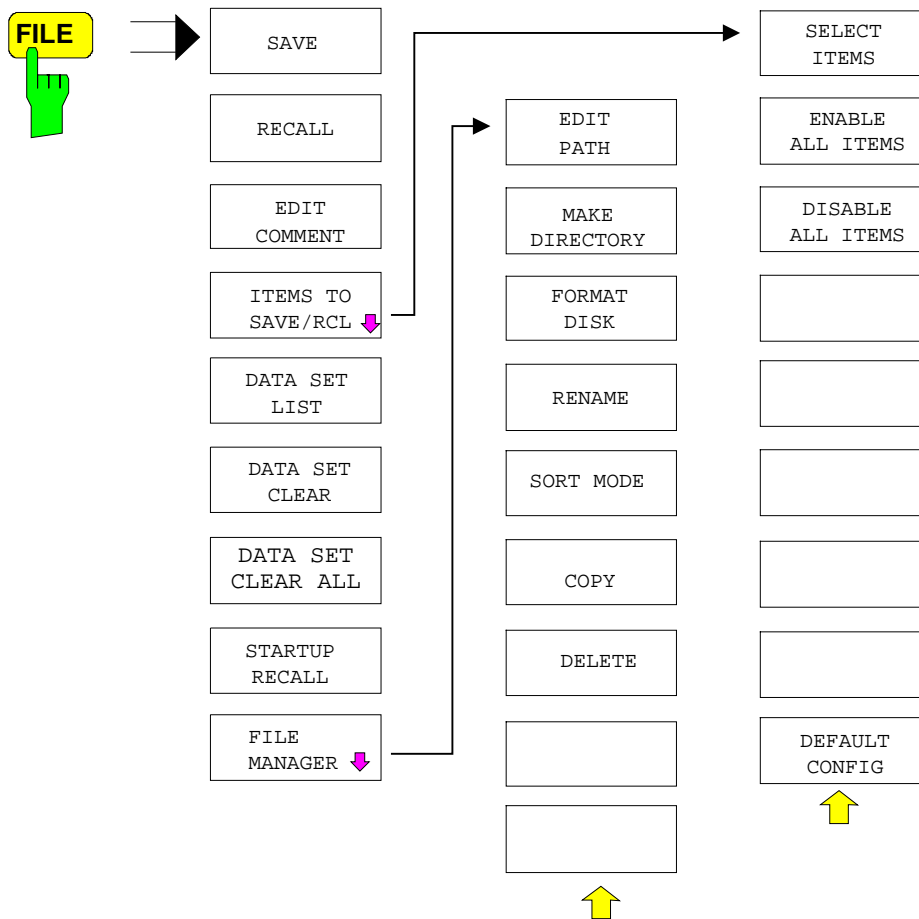 FILE
SAVE
RECALL
EDIT
COMMENT
ITEMS TO
SAVE/RCL
DATA SET
LIST
DATA SET
CLEAR
DATA SET
CLEAR ALL
STARTUP
RECALL
FILE
MANAGER
EDIT
PATH
MAKE
DIRECTORY
FORMAT
DISK
RENAME
SORT MODE
COPY
DELETE
SELECT
ITEMS
ENABLE
ALL ITEMS
DISABLE
ALL ITEMS
DEFAULT
CONFIG